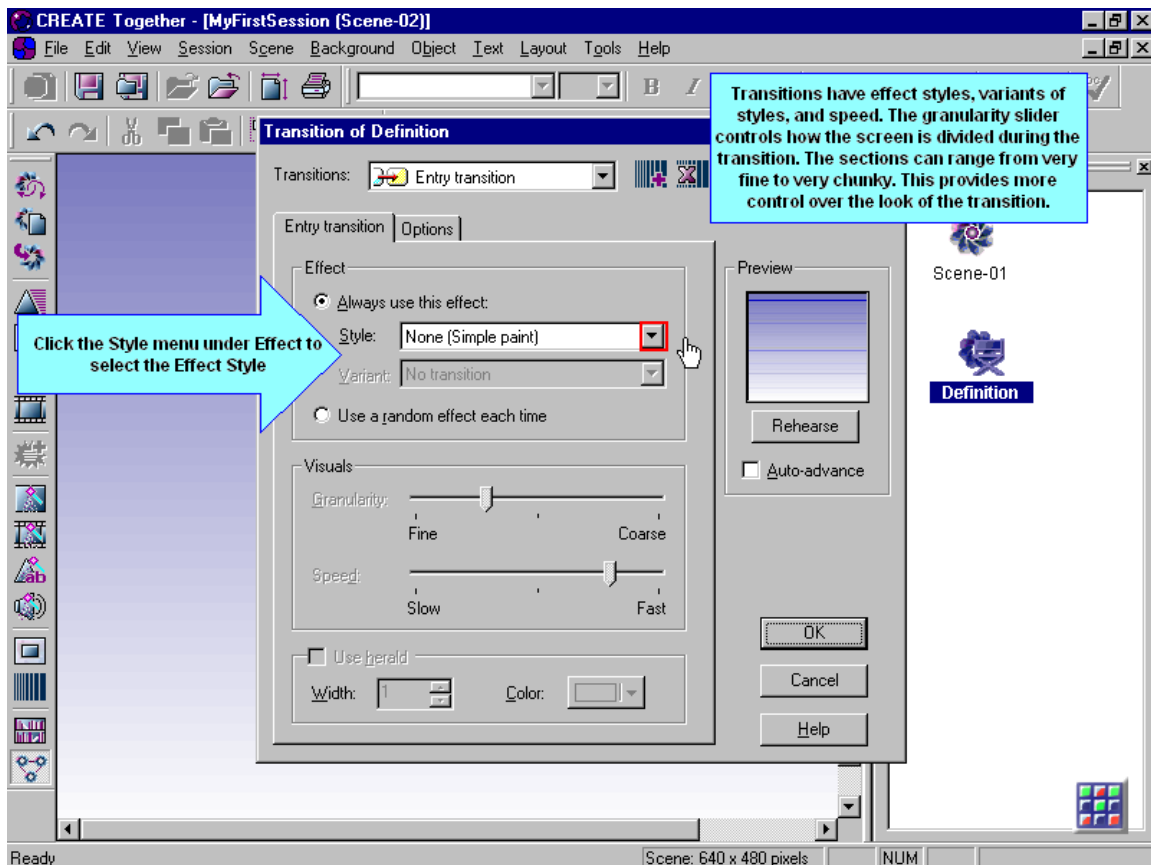 CREATE Together - [MyFirstSession (Scene-02)]
File Edit View Session Scene Background Object Text Layout Tools Help
B I
Transitions have effect styles, variants of
styles, and speed. The granularity slider
controls how the screen is divided during the
transition. The sections can range from very
fine to very chunky. This provides more
control over the look of the transition.
Transition of Definition
Transitions: Entry transition
Entry transition Options
Effect
Always use this effect:
Style: None (Simple paint)
Variant: No transition
Use a random effect each time
Click the Style menu under Effect to
select the Effect Style
Visuals
Granularity:
Fine Coarse
Speed:
Slow Fast
Use herald
Width: 1 Color:
Preview
Rehearse
Auto-advance
OK
Cancel
Help
Scene-01
Definition
ab
Ready Scene: 640 x 480 pixels NUM